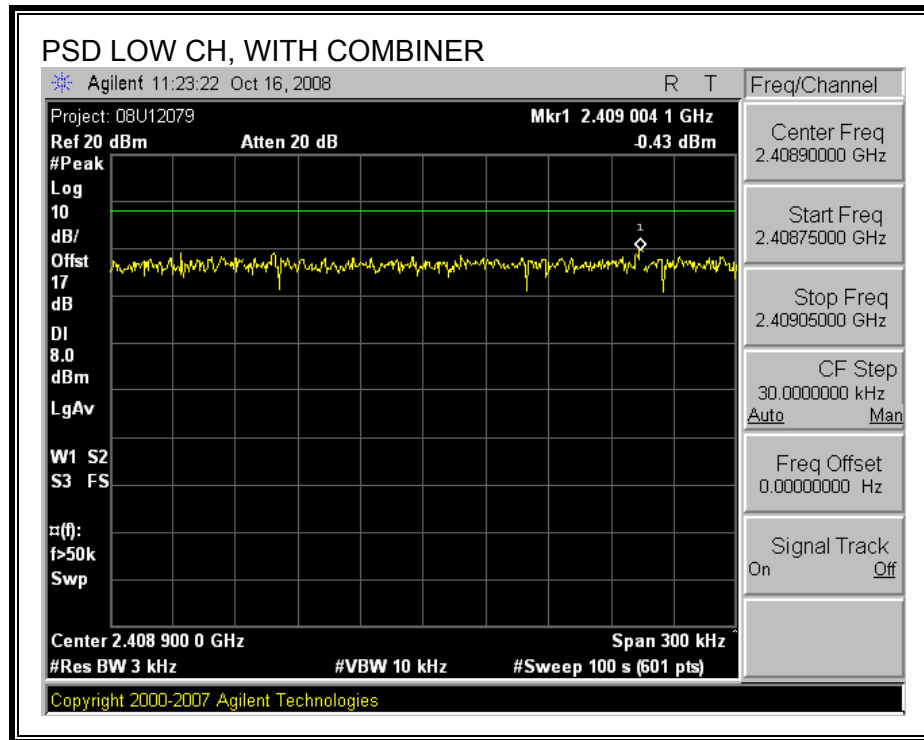 PSD LOW CH, WITH COMBINER
Agilent 11:23:22 Oct 16, 2008 R T
Project: 08U12079 Mkr1 2.409 004 1 GHz
Ref 20 dBm Atten 20 dB -0.43 dBm
#Peak
Log
10
dB/
Offst
17
dB
DI
8.0
dBm
LgAv
W1 S2
S3 FS
¤(f):
f>50k
Swp
1
Center 2.408 900 0 GHz Span 300 kHz
#Res BW 3 kHz #VBW 10 kHz #Sweep 100 s (601 pts)
Copyright 2000-2007 Agilent Technologies
Freq/Channel
Center Freq
2.40890000 GHz
Start Freq
2.40875000 GHz
Stop Freq
2.40905000 GHz
CF Step
30.0000000 kHz
Auto Man
Freq Offset
0.00000000 Hz
Signal Track
On Off